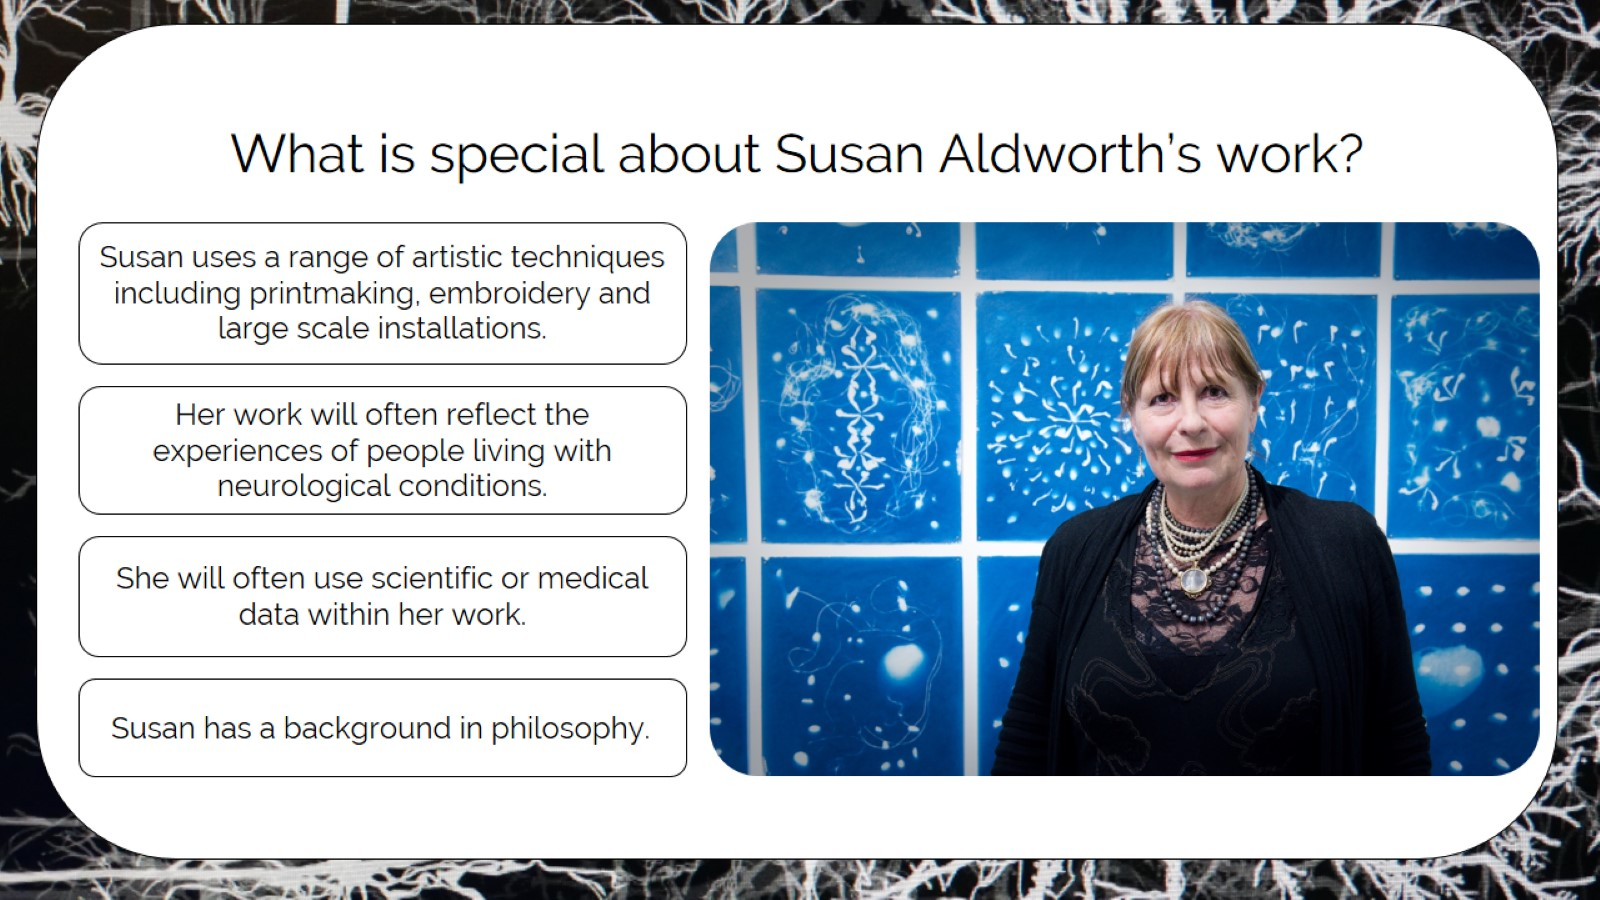 What is special about Susan Aldworth’s work?
Susan uses a range of artistic techniques
including printmaking, embroidery and
large scale installations.
Her work will often reflect the
experiences of people living with
neurological conditions.
She will often use scientific or medical
data within her work.
Susan has a background in philosophy.